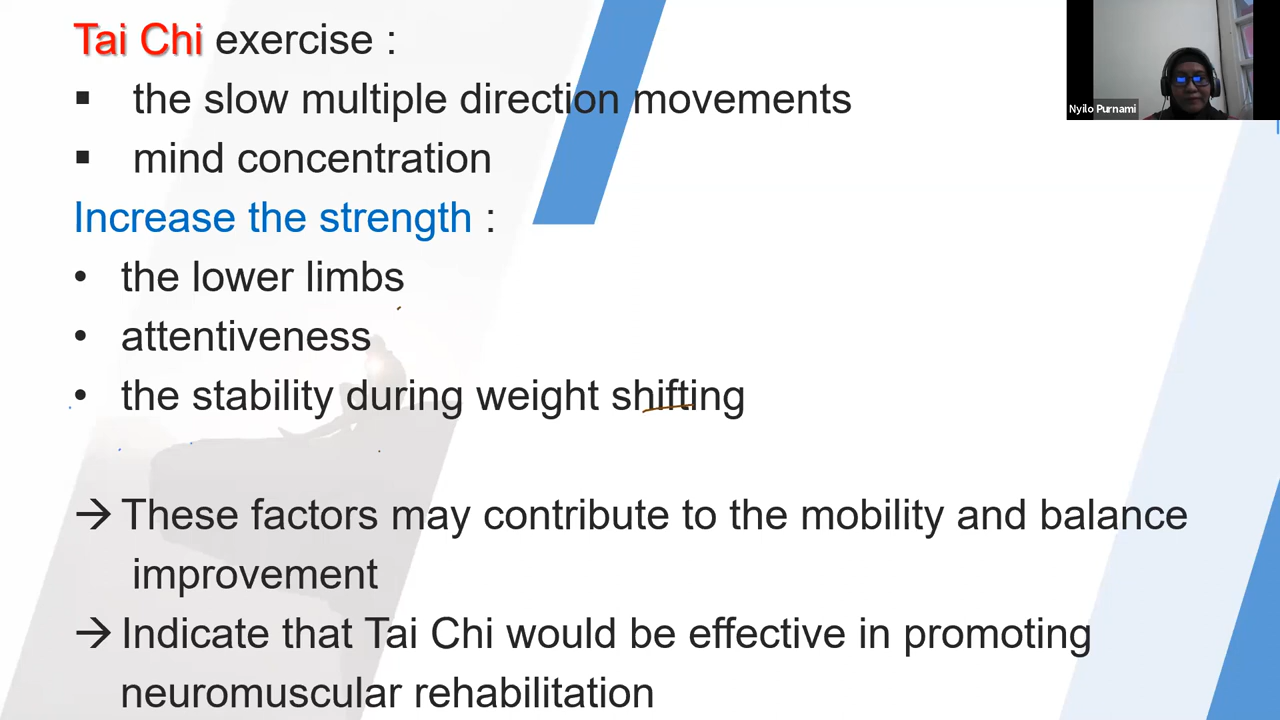 Tai Chi exercise :
▪ the slow multiple direction movements
▪ mind concentration
Increase the strength :
• the lower limbs
• attentiveness
• the stability during weight shifting
→ These factors may contribute to the mobility and balance
improvement
→ Indicate that Tai Chi would be effective in promoting
neuromuscular rehabilitation
Nyilo Purnami